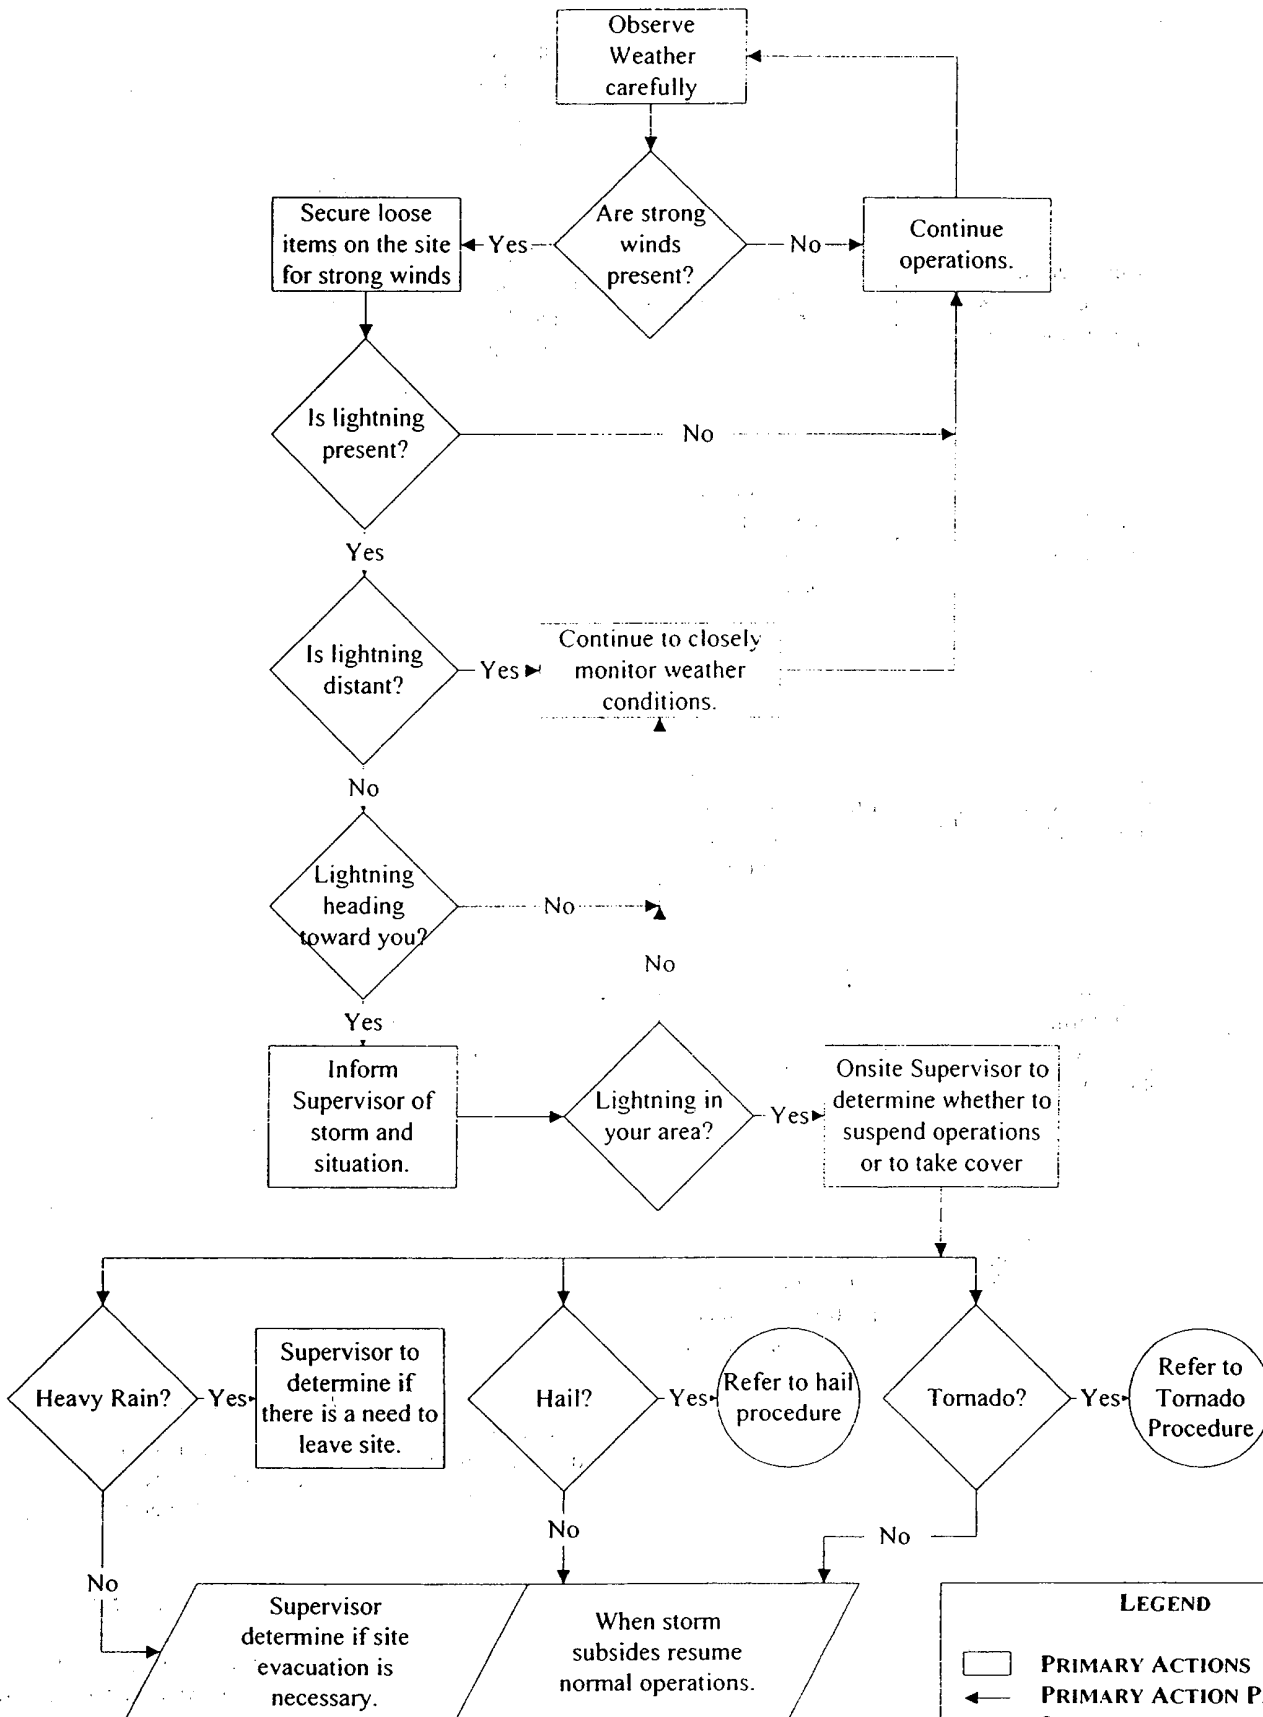 Observe
Weather
carefully
Secure loose
items on the site
for strong winds
Yes
Are strong
winds
present?
No
Continue
operations.
Is lightning
present?
No
Yes
Is lightning
distant?
Yes
Continue to closely
monitor weather
conditions.
No
Lightning
heading
toward you?
No
No
Yes
Inform
Supervisor of
storm and
situation.
Lightning in
your area?
Yes
Onsite Supervisor to
determine whether to
suspend operations
or to take cover
Heavy Rain?
Yes
Supervisor to
determine if
there is a need to
leave site.
Hail?
Yes
Refer to hail
procedure
Tornado?
Yes
Refer to
Tornado
Procedure
No
No
No
Supervisor
determine if site
evacuation is
necessary.
When storm
subsides resume
normal operations.
LEGEND
PRIMARY ACTIONS
PRIMARY ACTION